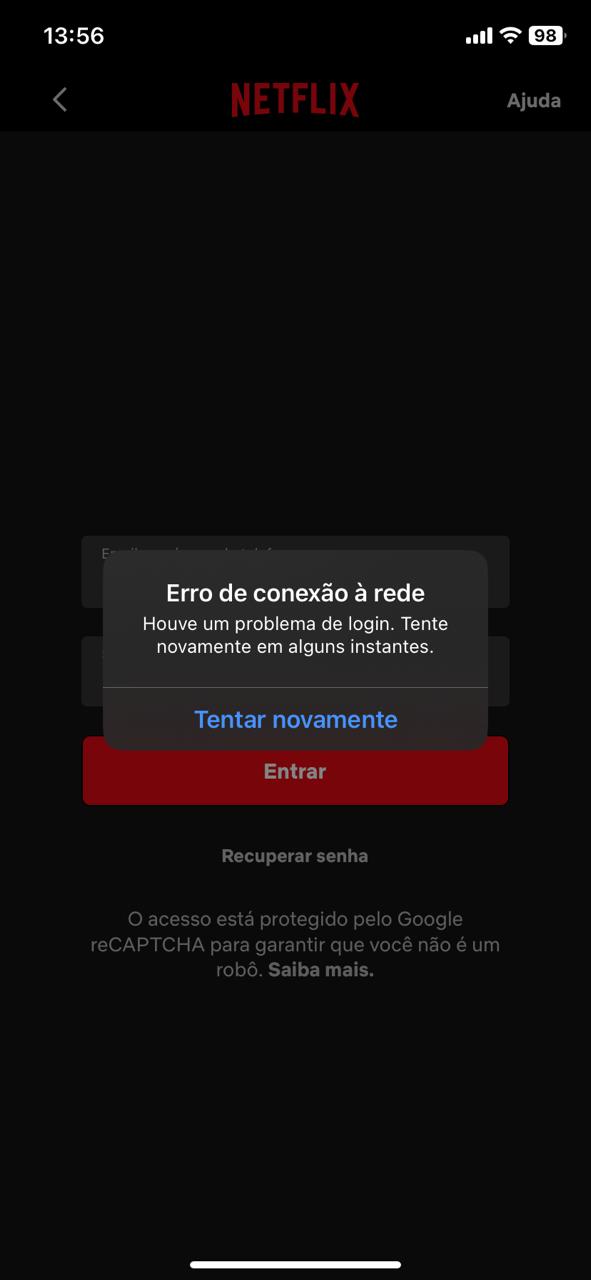 13:56
98
NETFLIX
Ajuda
Erro de conexão à rede
Houve um problema de login. Tente
novamente em alguns instantes.
Tentar novamente
Entrar
Recuperar senha
O acesso está protegido pelo Google
reCAPTCHA para garantir que você não é um
robô. Saiba mais.